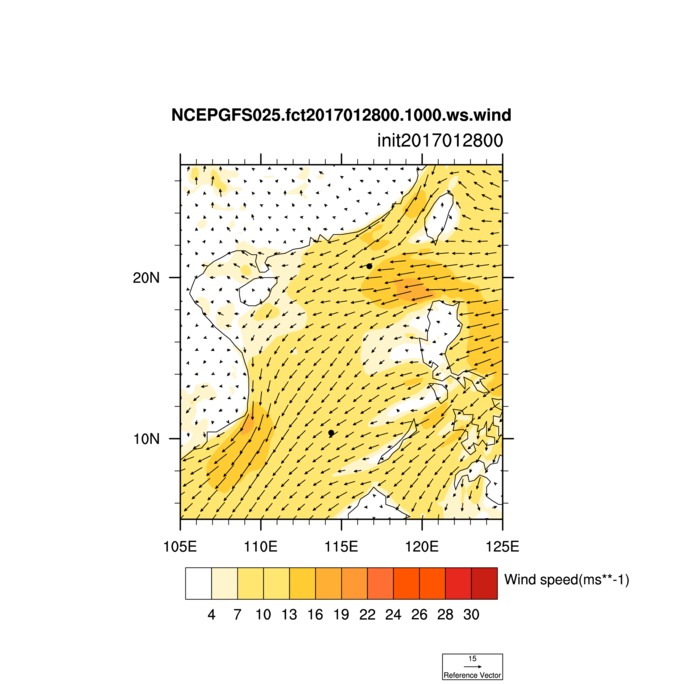 NCEPGFS025.fct2017012800.1000.ws.wind
init2017012800
20N
10N
105E 110E 115E 120E 125E
Wind speed(ms**-1)
4 7 10 13 16 19 22 24 26 28 30
15
Reference Vector